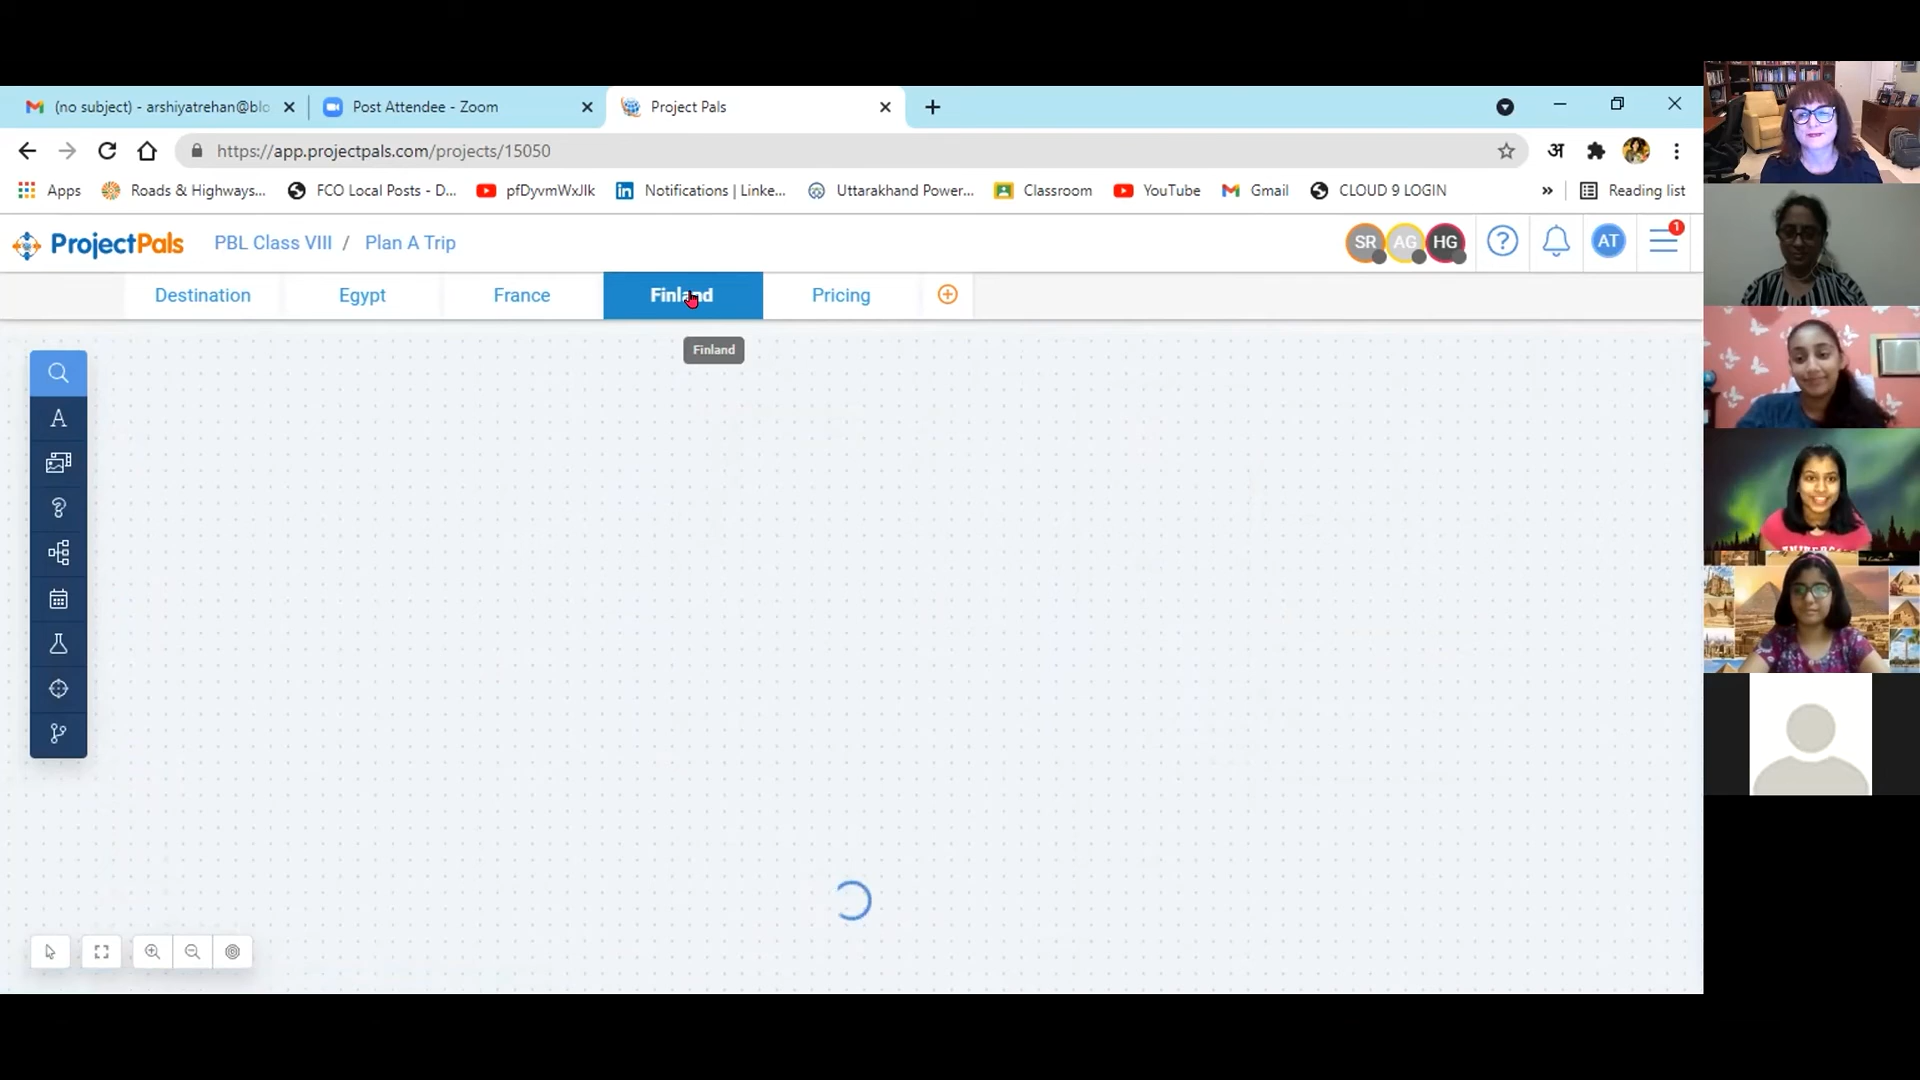 (no subject) - arshiyatrehan@blo
Post Attendee - Zoom
Project Pals
https://app.projectpals.com/projects/15050
अ
Apps
Roads & Highways...
FCO Local Posts - D...
pfDyvmWxJIk
Notifications | Linke...
Uttarakhand Power...
Classroom
YouTube
Gmail
CLOUD 9 LOGIN
»
Reading list
ProjectPals
PBL Class VIII / Plan A Trip
SR
AG
HG
?
AT
1
Destination
Egypt
France
Finland
Pricing
Finland
A
?